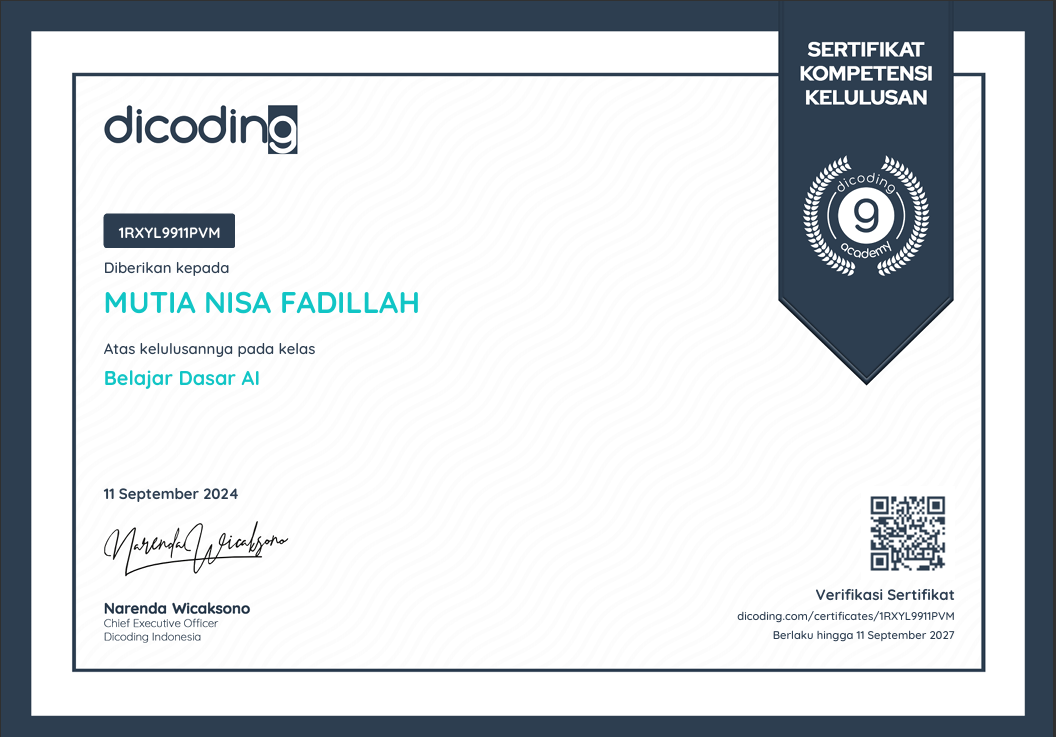 SERTIFIKAT
KOMPETENSI
KELULUSAN
dicoding
dicoding
9
academy
1RXYL9911PVM
Diberikan kepada
MUTIA NISA FADILLAH
Atas kelulusannya pada kelas
Belajar Dasar AI
11 September 2024
Narenda Wicaksono
Narenda Wicaksono
Chief Executive Officer
Dicoding Indonesia
Verifikasi Sertifikat
dicoding.com/certificates/1RXYL9911PVM
Berlaku hingga 11 September 2027